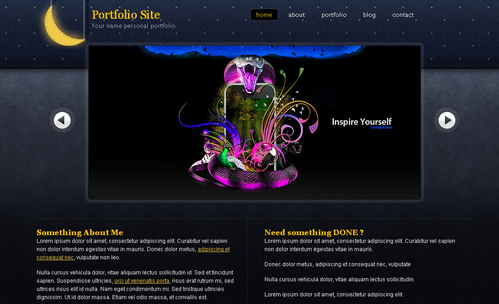 Portfolio Site
Your name personal portfolio
home about portfolio blog contact
Inspire Yourself
Something About Me
Lorem ipsum dolor sit amet, consectetur adipiscing elit. Curabitur vel sapien
non dolor interdum egestas vitae in mauris. Donec dolor metus, adipiscing et
consequat nec, vulputate non leo.
Nulla cursus vehicula dolor, vitae aliquam lectus sollicitudin id. Sed et tincidunt
sapien. Suspendisse ultricies, orci ut venenatis porta, risus erat rutrum mi, sed
ultrices risus elit id nulla. Nam eget condimentum mi. Sed tristique ultricies
dignissim. Ut id dolor massa. Etiam vel odio massa, et convallis est.
Need something DONE ?
Lorem ipsum dolor sit amet, consectetur adipiscing elit. Curabitur vel sapien
non dolor interdum egestas vitae in mauris.
Donec dolor metus, adipiscing et consequat nec, vulputate
Nulla cursus vehicula dolor, vitae aliquam lectus sollicitudin.
Lorem ipsum dolor sit amet, consectetur adipiscing elit.